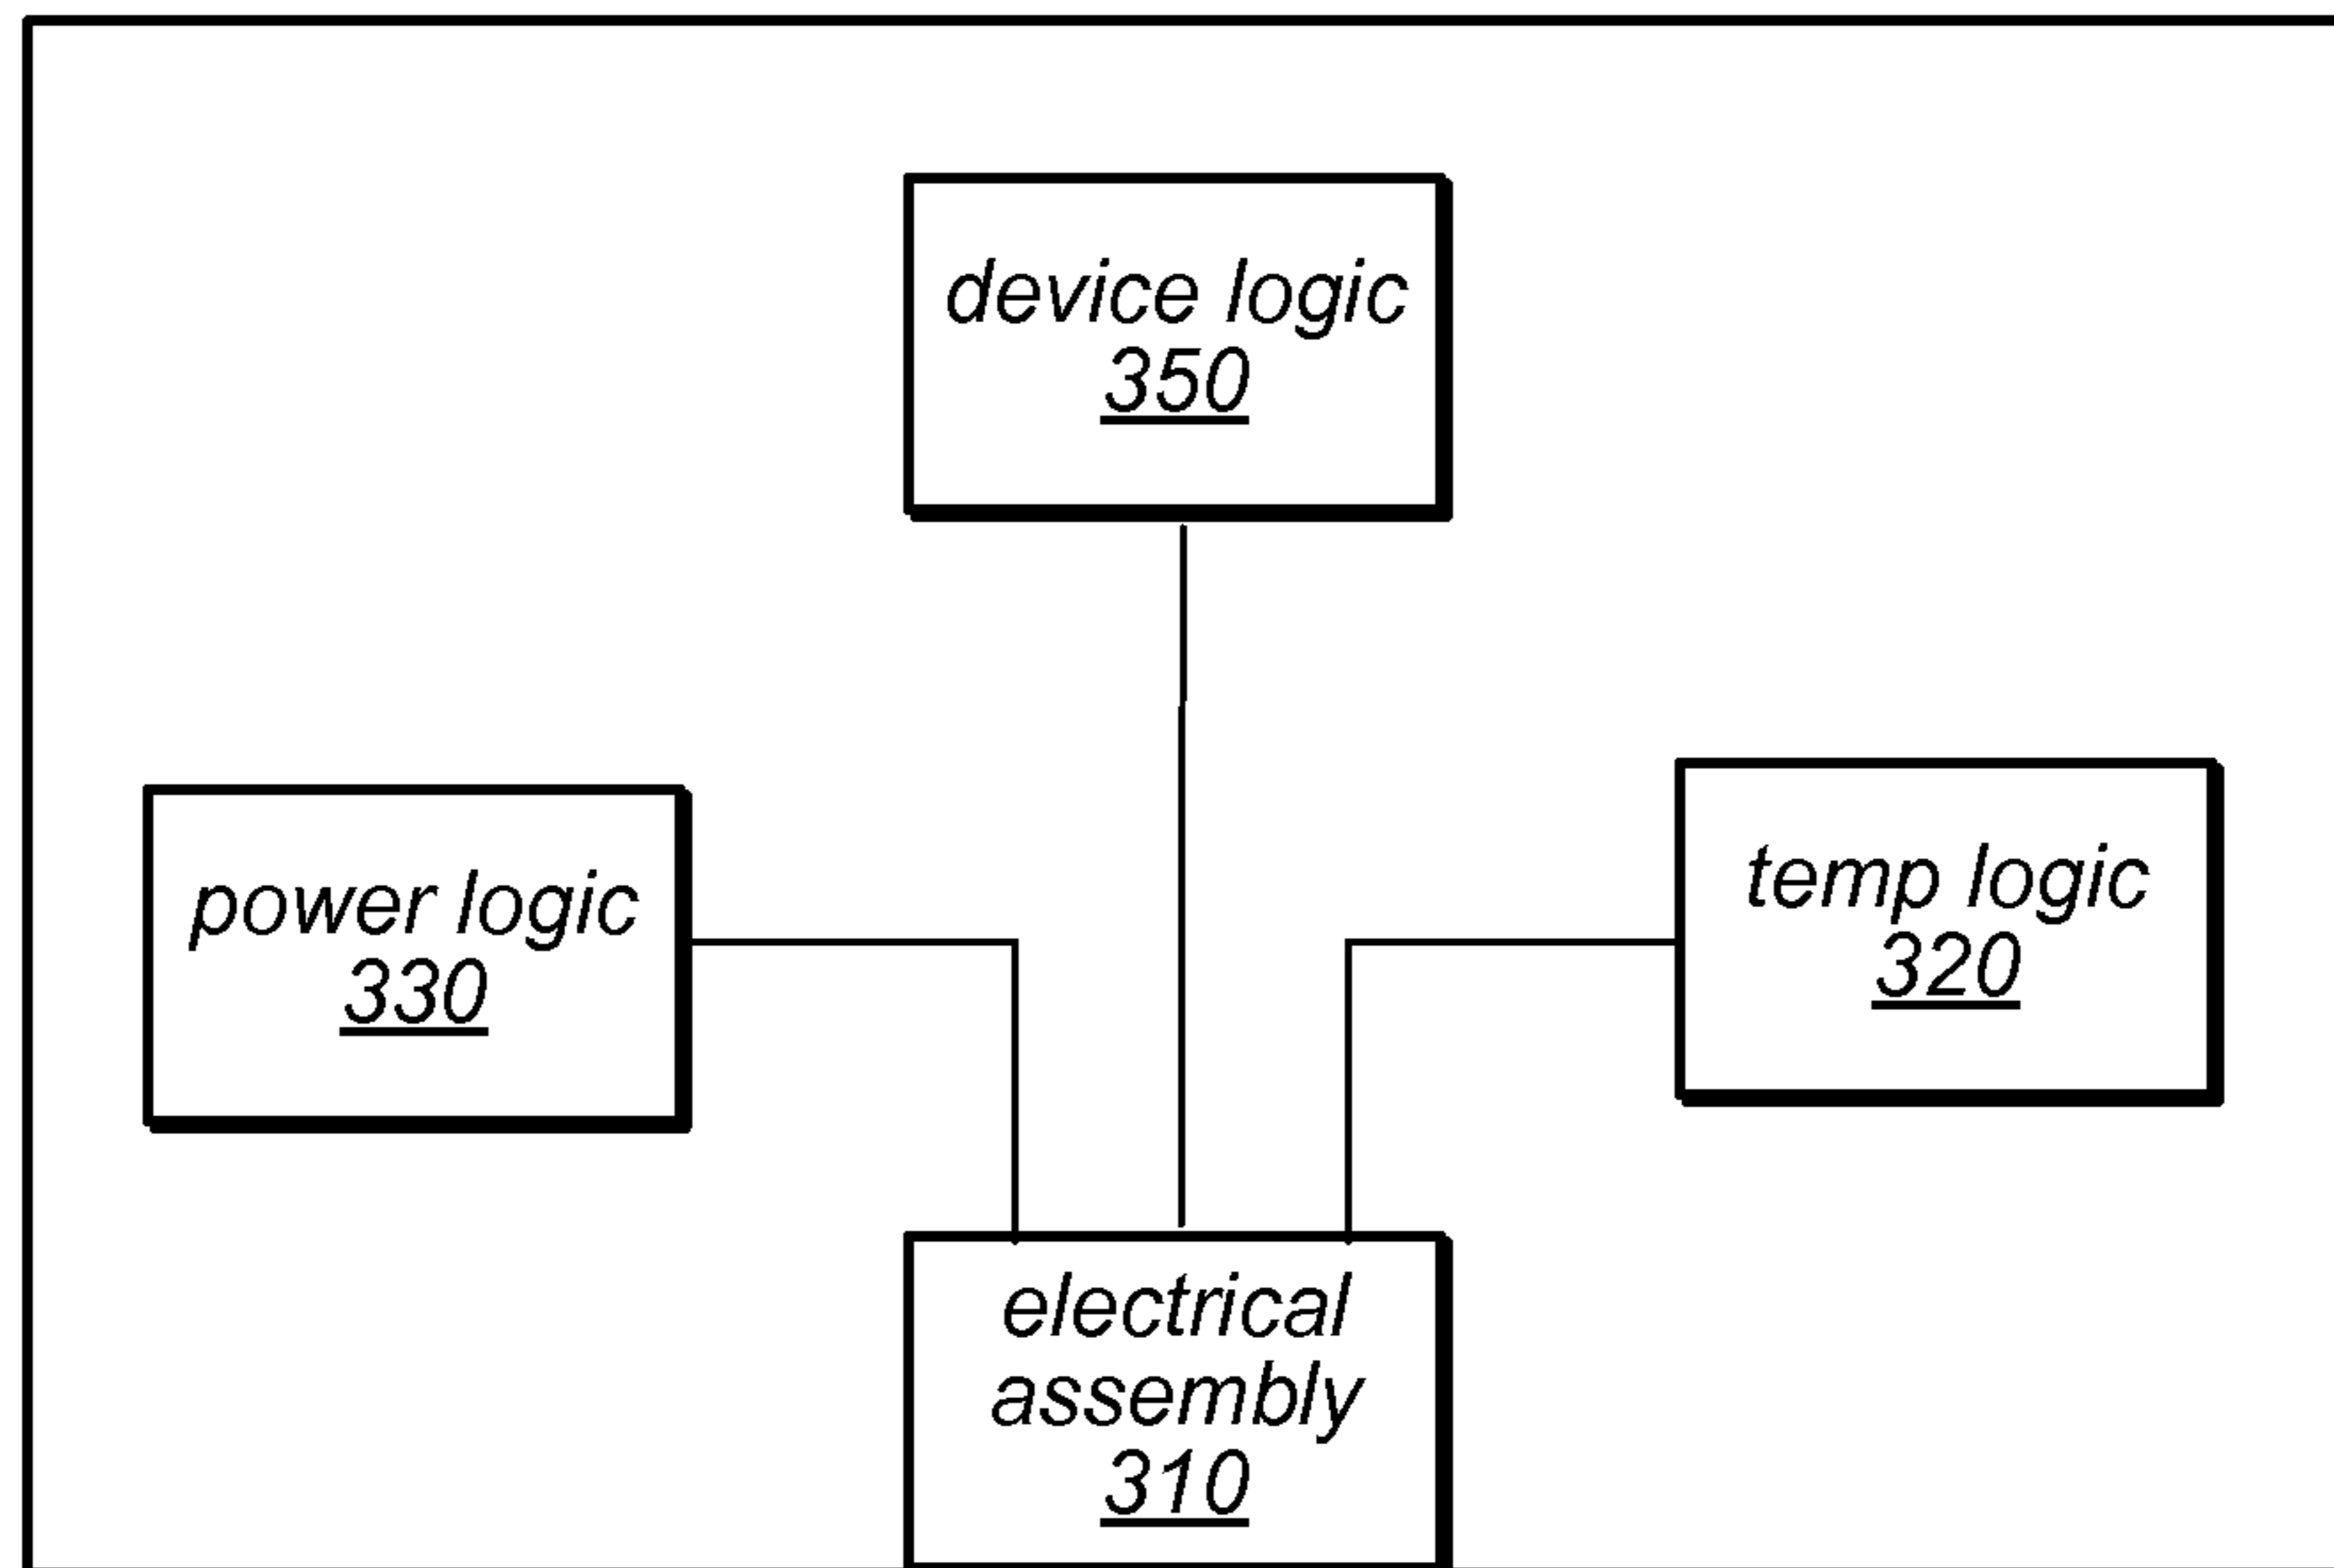 device logic
350
power logic
330
temp logic
320
electrical
assembly
310